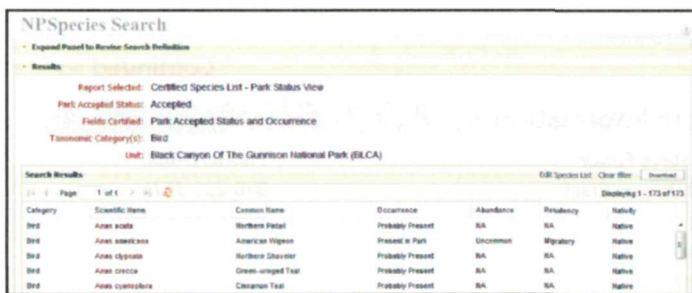 NPSpecies Search
Expand Panel to Revise Search Definition
Results
Report Selected: Certified Species List - Park Status View
Park Accepted Status: Accepted
Fields Certified: Park Accepted Status and Occurrence
Taxonomic Category(s): Bird
Unit: Black Canyon Of The Gunnison National Park (BLCA)
Search Results Edit Species List Clear filter Download
Page 1 of 1 Displaying 1 - 173 of 173
Category Scientific Name Common Name Occurrence Abundance Residency Nativity
Bird Anas acuta Northern Pintail Probably Present NA NA Native
Bird Anas americana American Wigeon Present in Park Uncommon Migratory Native
Bird Anas clypeata Northern Shoveler Probably Present NA NA Native
Bird Anas crecca Green-winged Teal Probably Present NA NA Native
Bird Anas cyanoptera Cinnamon Teal Probably Present NA NA Native